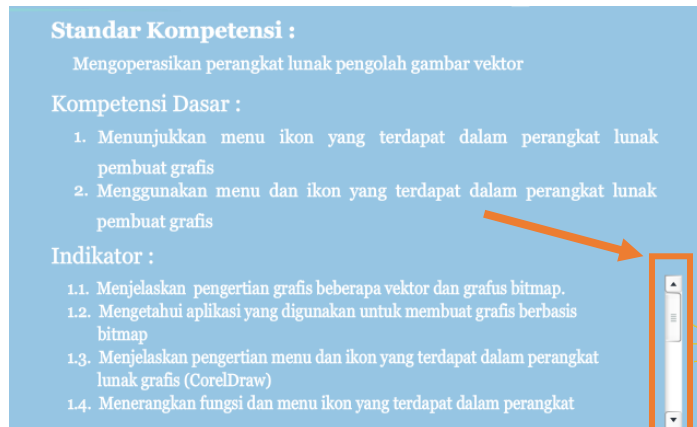 Standar Kompetensi :
Mengoperasikan perangkat lunak pengolah gambar vektor
Kompetensi Dasar :
1. Menunjukkan menu ikon yang terdapat dalam perangkat lunak
pembuat grafis
2. Menggunakan menu dan ikon yang terdapat dalam perangkat lunak
pembuat grafis
Indikator :
1.1. Menjelaskan pengertian grafis beberapa vektor dan grafus bitmap.
1.2. Mengetahui aplikasi yang digunakan untuk membuat grafis berbasis
bitmap
1.3. Menjelaskan pengertian menu dan ikon yang terdapat dalam perangkat
lunak grafis (CorelDraw)
1.4. Menerangkan fungsi dan menu ikon yang terdapat dalam perangkat